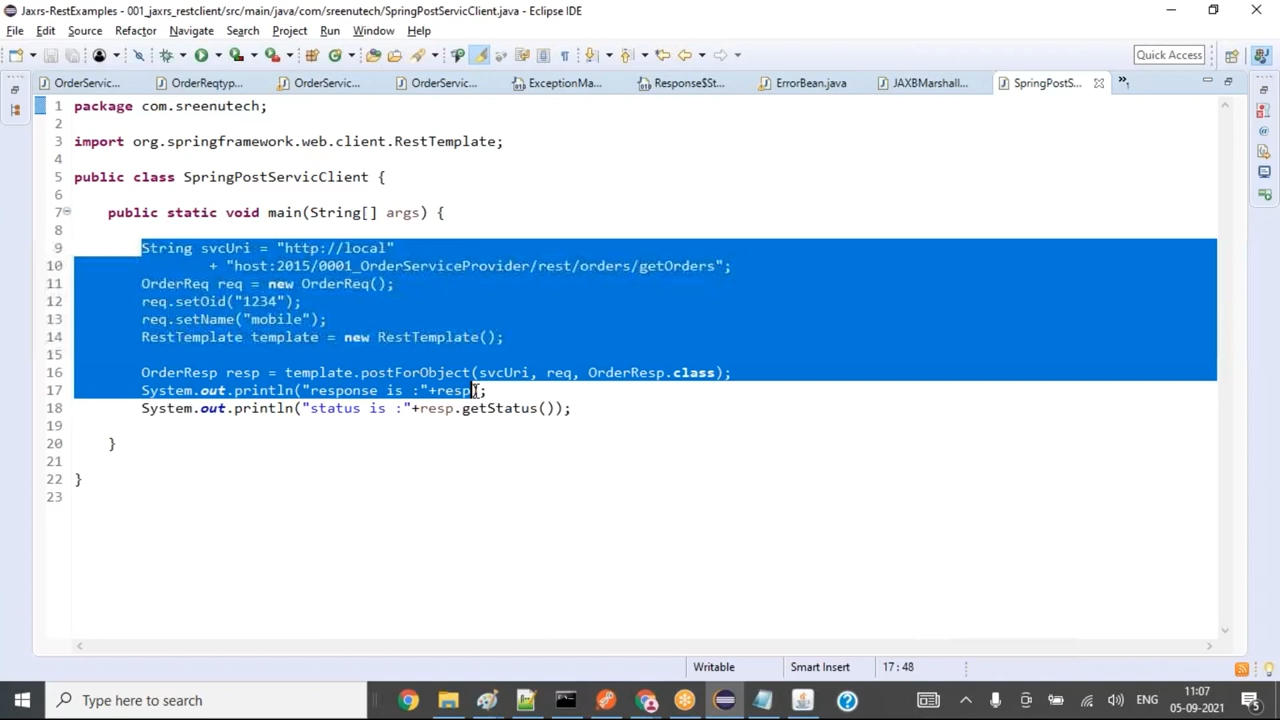 Jaxrs-RestExamples - 001_jaxrs_restclient/src/main/java/com/sreenutech/SpringPostServicClient.java - Eclipse IDE
File Edit Source Refactor Navigate Search Project Run Window Help
Quick Access
OrderServic... OrderReqtyp... OrderServic... OrderServic... ExceptionMa... Response$St... ErrorBean.java JAXBMarshall... SpringPostS...
1 package com.sreenutech;
2
3 import org.springframework.web.client.RestTemplate;
4
5 public class SpringPostServicClient {
6
7 public static void main(String[] args) {
8
9 String svcUri = "http://local"
10 + "host:2015/0001_OrderServiceProvider/rest/orders/getOrders";
11 OrderReq req = new OrderReq();
12 req.setOid("1234");
13 req.setName("mobile");
14 RestTemplate template = new RestTemplate();
15
16 OrderResp resp = template.postForObject(svcUri, req, OrderResp.class);
17 System.out.println("response is :"+resp);
18 System.out.println("status is :"+resp.getStatus());
19
20 }
21
22 }
23
Writable Smart Insert 17 : 48
Type here to search
ENG
11:07
05-09-2021
5